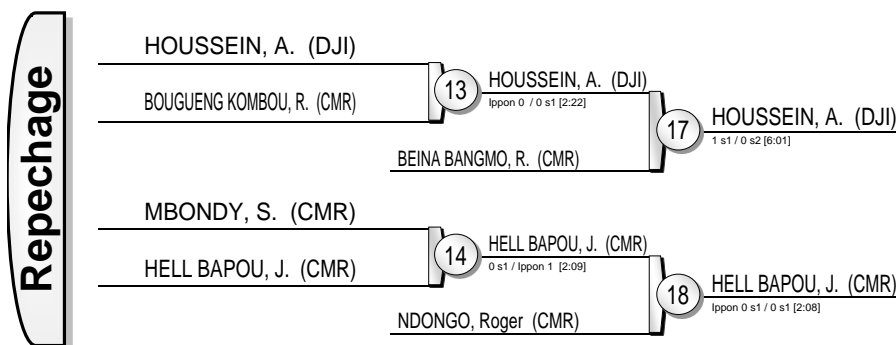 Repechage
HOUSSEIN, A. (DJI)
BOUGUENG KOMBOU, R. (CMR)
13
HOUSSEIN, A. (DJI)
Ippon 0 / 0 s1 [2:22]
BEINA BANGMO, R. (CMR)
17
HOUSSEIN, A. (DJI)
1 s1 / 0 s2 [6:01]
MBONDY, S. (CMR)
HELL BAPOU, J. (CMR)
14
HELL BAPOU, J. (CMR)
0 s1 / Ippon 1 [2:09]
NDONGO, Roger (CMR)
18
HELL BAPOU, J. (CMR)
Ippon 0 s1 / 0 s1 [2:08]